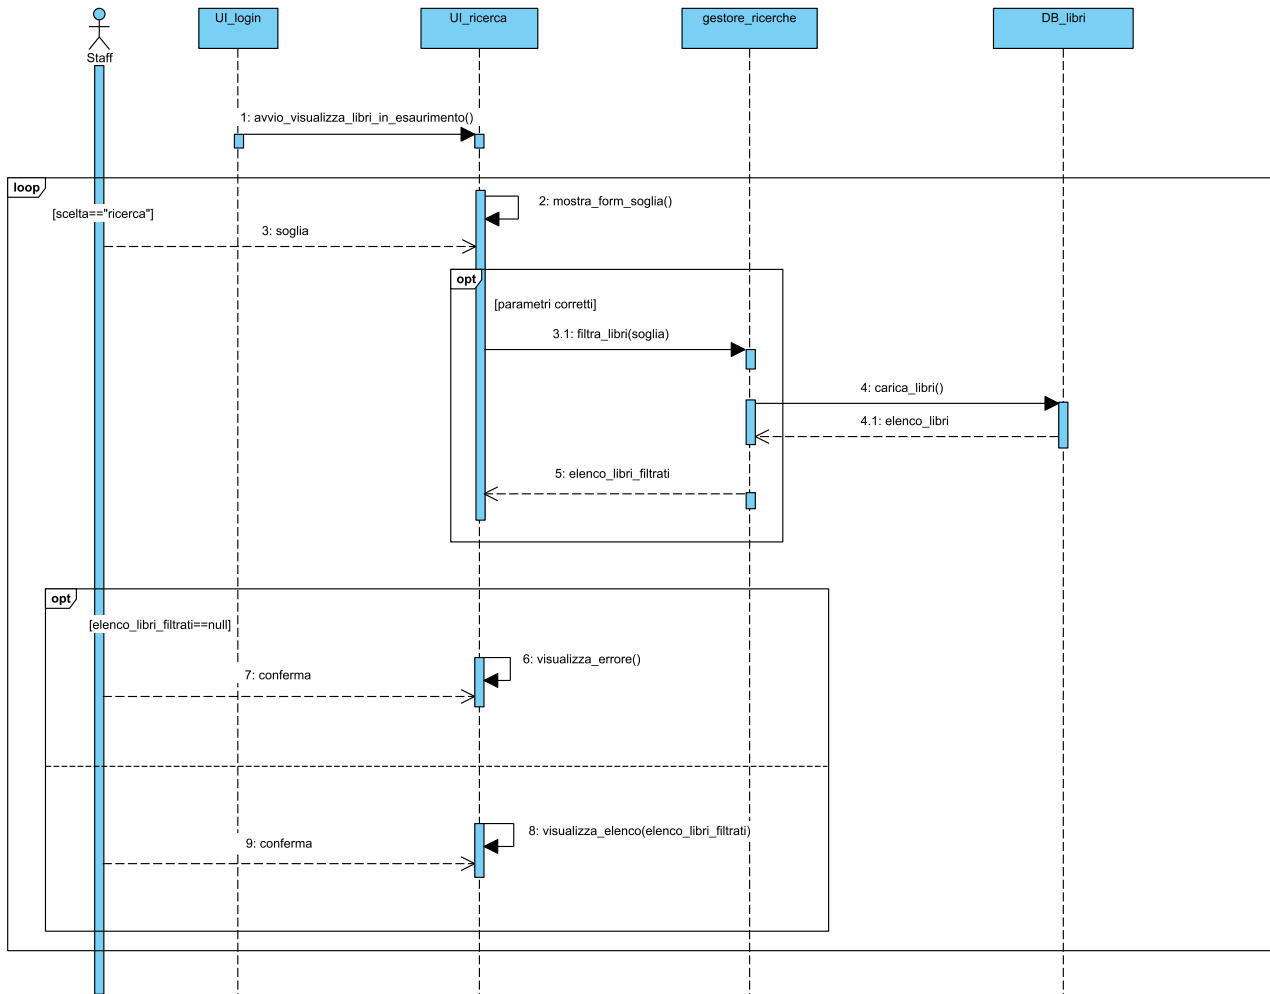 UI_login
UI_ricerca
gestore_ricerche
DB_libri
Staff
1: avvio_visualizza_libri_in_esaurimento()
loop
[scelta=="ricerca"]
2: mostra_form_soglia()
3: soglia
opt
[parametri corretti]
3.1: filtra_libri(soglia)
4: carica_libri()
4.1: elenco_libri
5: elenco_libri_filtrati
opt
[elenco_libri_filtrati==null]
6: visualizza_errore()
7: conferma
8: visualizza_elenco(elenco_libri_filtrati)
9: conferma